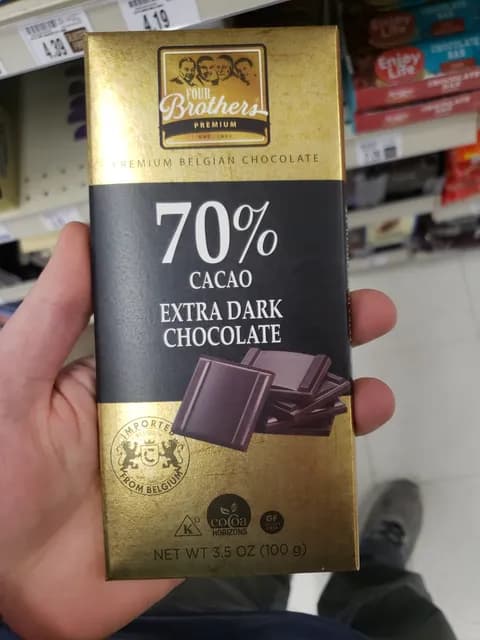 4.39
4.19
Enjoy
Life
FOUR
Brothers
PREMIUM
PREMIUM BELGIAN CHOCOLATE
70%
CACAO
EXTRA DARK
CHOCOLATE
IMPORTED
FROM BELGIUM
K D
cocoa
HORIZONS
GF
NET WT 3.5 OZ (100 g)